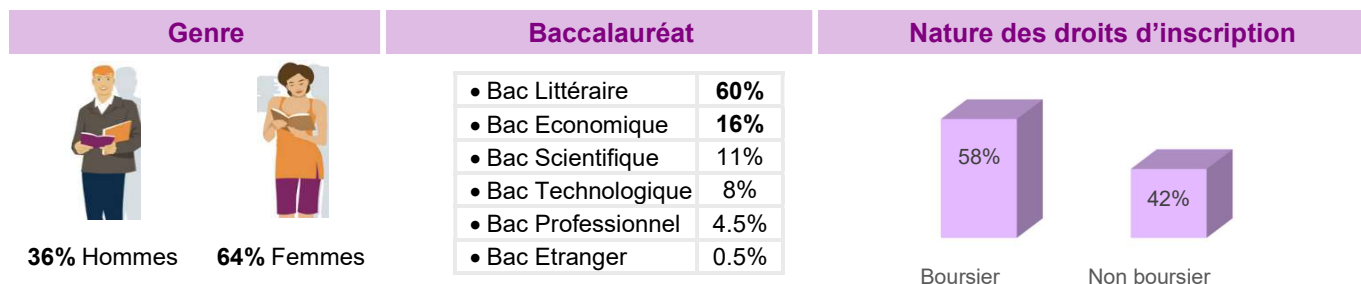 Genre
36% Hommes 64% Femmes
Baccalauréat
• Bac Littéraire 60%
• Bac Economique 16%
• Bac Scientifique 11%
• Bac Technologique 8%
• Bac Professionnel 4.5%
• Bac Etranger 0.5%
Nature des droits d’inscription
58% 42%
Boursier Non boursier